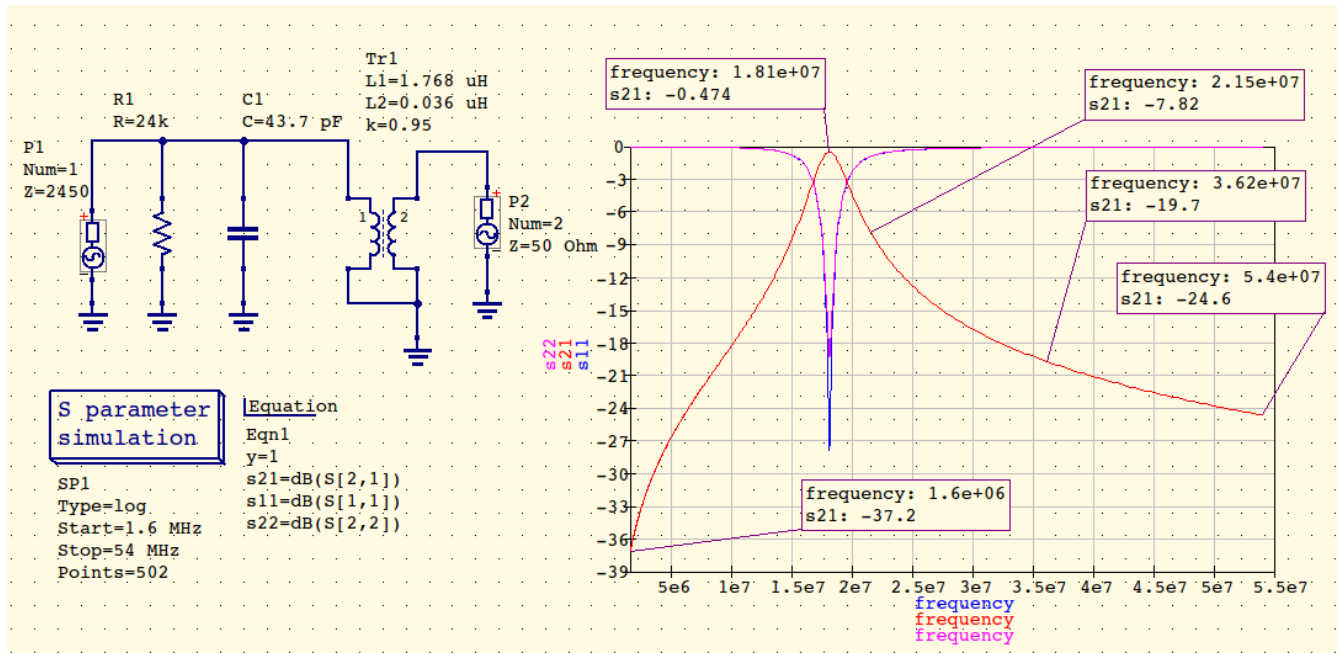 Tr1
L1=1.768 uH
L2=0.036 uH
k=0.95
R1
R=24k
C1
C=43.7 pF
P1
Num=1
Z=2450
1
2
P2
Num=2
Z=50 Ohm
S parameter
simulation
SP1
Type=log
Start=1.6 MHz
Stop=54 MHz
Points=502
Equation
Eqn1
y=1
s21=dB(S[2,1])
s11=dB(S[1,1])
s22=dB(S[2,2])
frequency: 1.81e+07
s21: -0.474
frequency: 2.15e+07
s21: -7.82
frequency: 3.62e+07
s21: -19.7
frequency: 5.4e+07
s21: -24.6
frequency: 1.6e+06
s21: -37.2
0
-3
-6
-9
-12
-15
-18
-21
-24
-27
-30
-33
-36
-39
s22
s21
s11
5e6 1e7 1.5e7 2e7 2.5e7 3e7 3.5e7 4e7 4.5e7 5e7 5.5e7
frequency
frequency
frequency